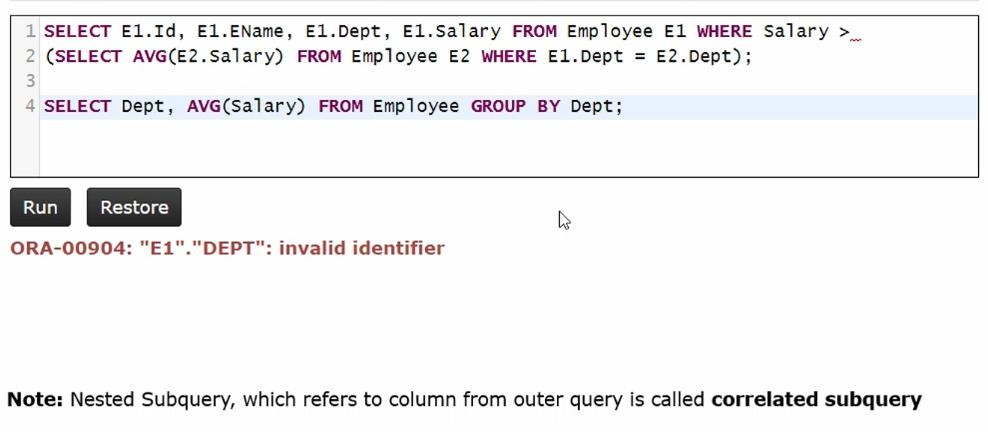 1 SELECT E1.Id, E1.EName, E1.Dept, E1.Salary FROM Employee E1 WHERE Salary >
2 (SELECT AVG(E2.Salary) FROM Employee E2 WHERE E1.Dept = E2.Dept);
3
4 SELECT Dept, AVG(Salary) FROM Employee GROUP BY Dept;
Run Restore
ORA-00904: "E1"."DEPT": invalid identifier
Note: Nested Subquery, which refers to column from outer query is called correlated subquery